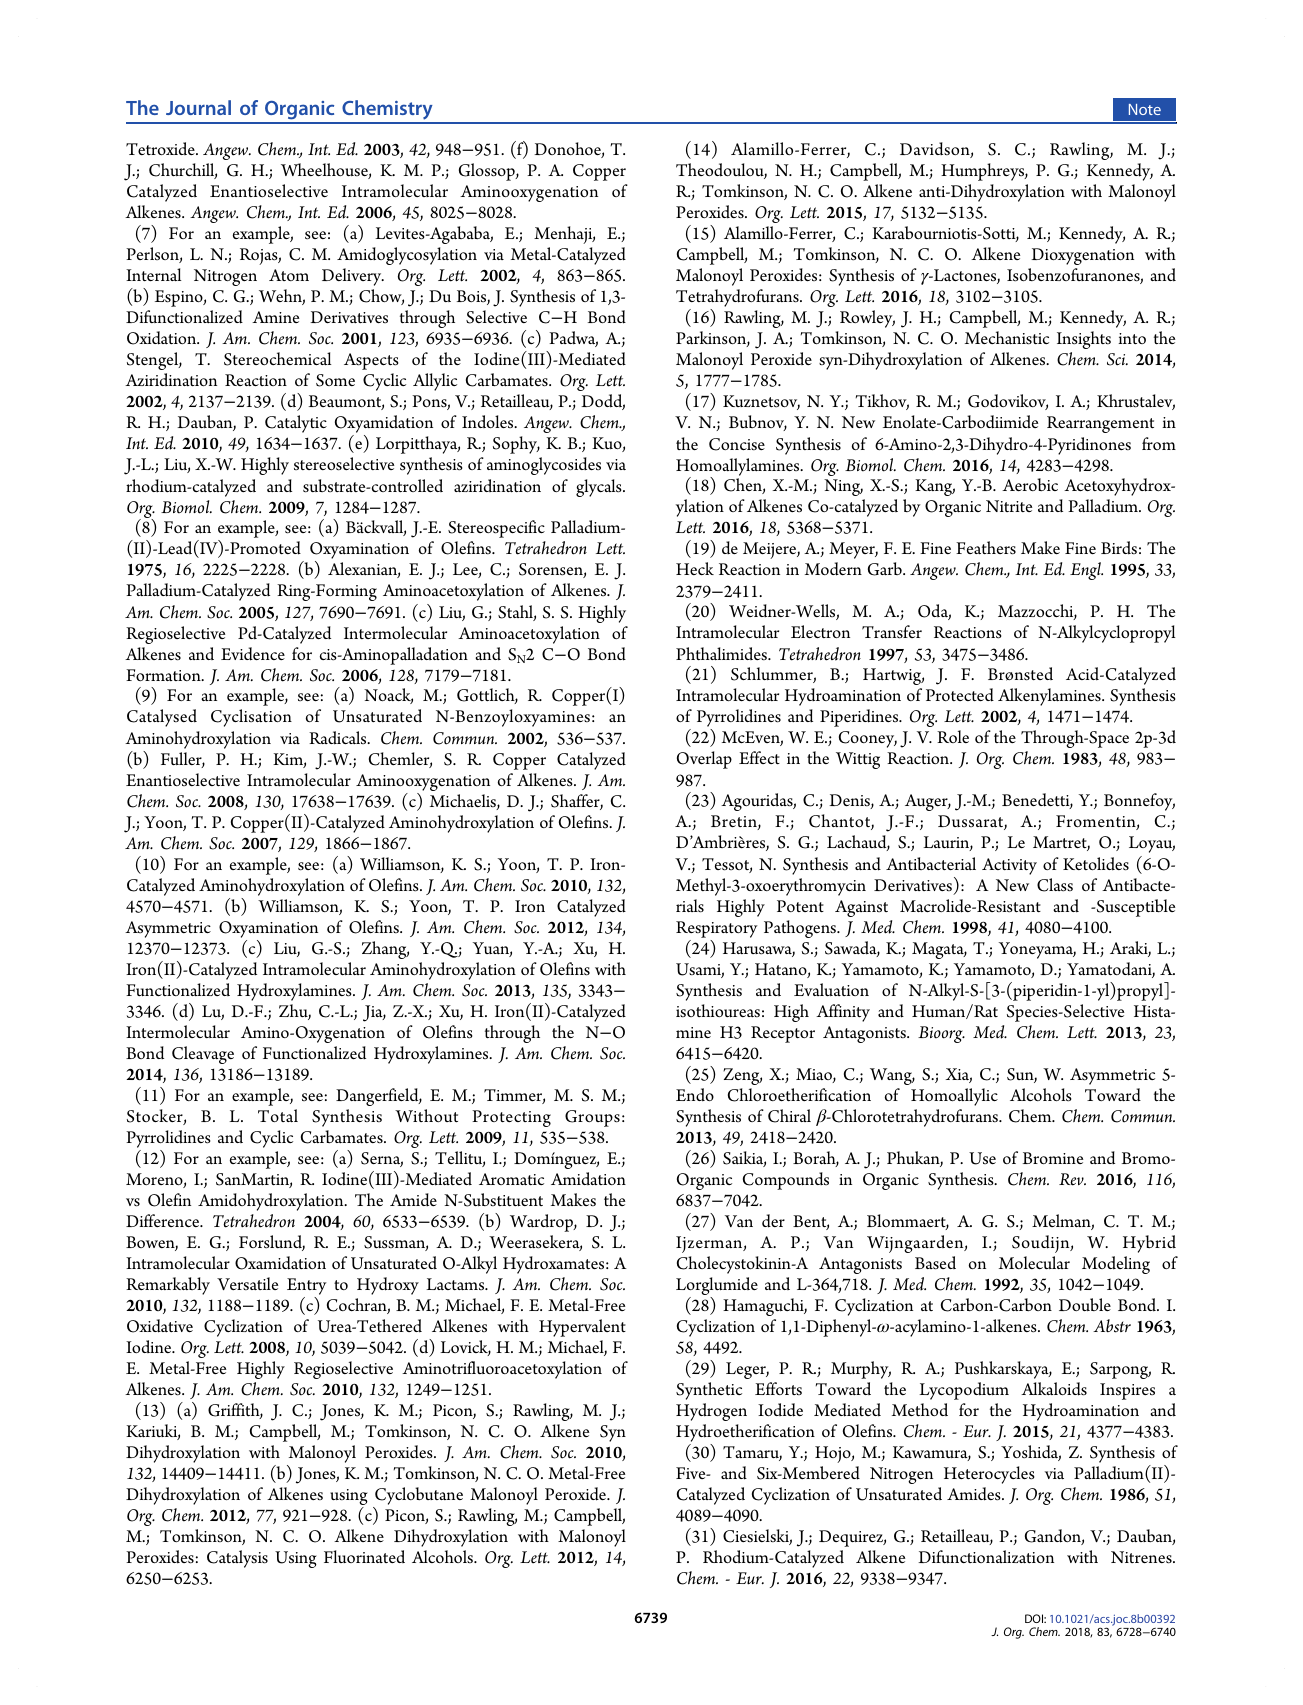 The Journal of Organic Chemistry
Note
Tetroxide. Angew. Chem., Int. Ed. 2003, 42, 948−951. (f) Donohoe, T.
J.; Churchill, G. H.; Wheelhouse, K. M. P.; Glossop, P. A. Copper
Catalyzed Enantioselective Intramolecular Aminooxygenation of
Alkenes. Angew. Chem., Int. Ed. 2006, 45, 8025−8028.
(7) For an example, see: (a) Levites-Agababa, E.; Menhaji, E.;
Perlson, L. N.; Rojas, C. M. Amidoglycosylation via Metal-Catalyzed
Internal Nitrogen Atom Delivery. Org. Lett. 2002, 4, 863−865.
(b) Espino, C. G.; Wehn, P. M.; Chow, J.; Du Bois, J. Synthesis of 1,3-
Difunctionalized Amine Derivatives through Selective C−H Bond
Oxidation. J. Am. Chem. Soc. 2001, 123, 6935−6936. (c) Padwa, A.;
Stengel, T. Stereochemical Aspects of the Iodine(III)-Mediated
Aziridination Reaction of Some Cyclic Allylic Carbamates. Org. Lett.
2002, 4, 2137−2139. (d) Beaumont, S.; Pons, V.; Retailleau, P.; Dodd,
R. H.; Dauban, P. Catalytic Oxyamidation of Indoles. Angew. Chem.,
Int. Ed. 2010, 49, 1634−1637. (e) Lorpitthaya, R.; Sophy, K. B.; Kuo,
J.-L.; Liu, X.-W. Highly stereoselective synthesis of aminoglycosides via
rhodium-catalyzed and substrate-controlled aziridination of glycals.
Org. Biomol. Chem. 2009, 7, 1284−1287.
(8) For an example, see: (a) Bäckvall, J.-E. Stereospecific Palladium-
(II)-Lead(IV)-Promoted Oxyamination of Olefins. Tetrahedron Lett.
1975, 16, 2225−2228. (b) Alexanian, E. J.; Lee, C.; Sorensen, E. J.
Palladium-Catalyzed Ring-Forming Aminoacetoxylation of Alkenes. J.
Am. Chem. Soc. 2005, 127, 7690−7691. (c) Liu, G.; Stahl, S. S. Highly
Regioselective Pd-Catalyzed Intermolecular Aminoacetoxylation of
Alkenes and Evidence for cis-Aminopalladation and SN2 C−O Bond
Formation. J. Am. Chem. Soc. 2006, 128, 7179−7181.
(9) For an example, see: (a) Noack, M.; Gottlich, R. Copper(I)
Catalysed Cyclisation of Unsaturated N-Benzoyloxyamines: an
Aminohydroxylation via Radicals. Chem. Commun. 2002, 536−537.
(b) Fuller, P. H.; Kim, J.-W.; Chemler, S. R. Copper Catalyzed
Enantioselective Intramolecular Aminooxygenation of Alkenes. J. Am.
Chem. Soc. 2008, 130, 17638−17639. (c) Michaelis, D. J.; Shaffer, C.
J.; Yoon, T. P. Copper(II)-Catalyzed Aminohydroxylation of Olefins. J.
Am. Chem. Soc. 2007, 129, 1866−1867.
(10) For an example, see: (a) Williamson, K. S.; Yoon, T. P. Iron-
Catalyzed Aminohydroxylation of Olefins. J. Am. Chem. Soc. 2010, 132,
4570−4571. (b) Williamson, K. S.; Yoon, T. P. Iron Catalyzed
Asymmetric Oxyamination of Olefins. J. Am. Chem. Soc. 2012, 134,
12370−12373. (c) Liu, G.-S.; Zhang, Y.-Q.; Yuan, Y.-A.; Xu, H.
Iron(II)-Catalyzed Intramolecular Aminohydroxylation of Olefins with
Functionalized Hydroxylamines. J. Am. Chem. Soc. 2013, 135, 3343−
3346. (d) Lu, D.-F.; Zhu, C.-L.; Jia, Z.-X.; Xu, H. Iron(II)-Catalyzed
Intermolecular Amino-Oxygenation of Olefins through the N−O
Bond Cleavage of Functionalized Hydroxylamines. J. Am. Chem. Soc.
2014, 136, 13186−13189.
(11) For an example, see: Dangerfield, E. M.; Timmer, M. S. M.;
Stocker, B. L. Total Synthesis Without Protecting Groups:
Pyrrolidines and Cyclic Carbamates. Org. Lett. 2009, 11, 535−538.
(12) For an example, see: (a) Serna, S.; Tellitu, I.; Domínguez, E.;
Moreno, I.; SanMartin, R. Iodine(III)-Mediated Aromatic Amidation
vs Olefin Amidohydroxylation. The Amide N-Substituent Makes the
Difference. Tetrahedron 2004, 60, 6533−6539. (b) Wardrop, D. J.;
Bowen, E. G.; Forslund, R. E.; Sussman, A. D.; Weerasekera, S. L.
Intramolecular Oxamidation of Unsaturated O-Alkyl Hydroxamates: A
Remarkably Versatile Entry to Hydroxy Lactams. J. Am. Chem. Soc.
2010, 132, 1188−1189. (c) Cochran, B. M.; Michael, F. E. Metal-Free
Oxidative Cyclization of Urea-Tethered Alkenes with Hypervalent
Iodine. Org. Lett. 2008, 10, 5039−5042. (d) Lovick, H. M.; Michael, F.
E. Metal-Free Highly Regioselective Aminotrifluoroacetoxylation of
Alkenes. J. Am. Chem. Soc. 2010, 132, 1249−1251.
(13) (a) Griffith, J. C.; Jones, K. M.; Picon, S.; Rawling, M. J.;
Kariuki, B. M.; Campbell, M.; Tomkinson, N. C. O. Alkene Syn
Dihydroxylation with Malonoyl Peroxides. J. Am. Chem. Soc. 2010,
132, 14409−14411. (b) Jones, K. M.; Tomkinson, N. C. O. Metal-Free
Dihydroxylation of Alkenes using Cyclobutane Malonoyl Peroxide. J.
Org. Chem. 2012, 77, 921−928. (c) Picon, S.; Rawling, M.; Campbell,
M.; Tomkinson, N. C. O. Alkene Dihydroxylation with Malonoyl
Peroxides: Catalysis Using Fluorinated Alcohols. Org. Lett. 2012, 14,
6250−6253.
(14) Alamillo-Ferrer, C.; Davidson, S. C.; Rawling, M. J.;
Theodoulou, N. H.; Campbell, M.; Humphreys, P. G.; Kennedy, A.
R.; Tomkinson, N. C. O. Alkene anti-Dihydroxylation with Malonoyl
Peroxides. Org. Lett. 2015, 17, 5132−5135.
(15) Alamillo-Ferrer, C.; Karabourniotis-Sotti, M.; Kennedy, A. R.;
Campbell, M.; Tomkinson, N. C. O. Alkene Dioxygenation with
Malonoyl Peroxides: Synthesis of γ-Lactones, Isobenzofuranones, and
Tetrahydrofurans. Org. Lett. 2016, 18, 3102−3105.
(16) Rawling, M. J.; Rowley, J. H.; Campbell, M.; Kennedy, A. R.;
Parkinson, J. A.; Tomkinson, N. C. O. Mechanistic Insights into the
Malonoyl Peroxide syn-Dihydroxylation of Alkenes. Chem. Sci. 2014,
5, 1777−1785.
(17) Kuznetsov, N. Y.; Tikhov, R. M.; Godovikov, I. A.; Khrustalev,
V. N.; Bubnov, Y. N. New Enolate-Carbodiimide Rearrangement in
the Concise Synthesis of 6-Amino-2,3-Dihydro-4-Pyridinones from
Homoallylamines. Org. Biomol. Chem. 2016, 14, 4283−4298.
(18) Chen, X.-M.; Ning, X.-S.; Kang, Y.-B. Aerobic Acetoxyhydrox-
ylation of Alkenes Co-catalyzed by Organic Nitrite and Palladium. Org.
Lett. 2016, 18, 5368−5371.
(19) de Meijere, A.; Meyer, F. E. Fine Feathers Make Fine Birds: The
Heck Reaction in Modern Garb. Angew. Chem., Int. Ed. Engl. 1995, 33,
2379−2411.
(20) Weidner-Wells, M. A.; Oda, K.; Mazzocchi, P. H. The
Intramolecular Electron Transfer Reactions of N-Alkylcyclopropyl
Phthalimides. Tetrahedron 1997, 53, 3475−3486.
(21) Schlummer, B.; Hartwig, J. F. Brønsted Acid-Catalyzed
Intramolecular Hydroamination of Protected Alkenylamines. Synthesis
of Pyrrolidines and Piperidines. Org. Lett. 2002, 4, 1471−1474.
(22) McEven, W. E.; Cooney, J. V. Role of the Through-Space 2p-3d
Overlap Effect in the Wittig Reaction. J. Org. Chem. 1983, 48, 983−
987.
(23) Agouridas, C.; Denis, A.; Auger, J.-M.; Benedetti, Y.; Bonnefoy,
A.; Bretin, F.; Chantot, J.-F.; Dussarat, A.; Fromentin, C.;
D'Ambrières, S. G.; Lachaud, S.; Laurin, P.; Le Martret, O.; Loyau,
V.; Tessot, N. Synthesis and Antibacterial Activity of Ketolides (6-O-
Methyl-3-oxoerythromycin Derivatives): A New Class of Antibacte-
rials Highly Potent Against Macrolide-Resistant and -Susceptible
Respiratory Pathogens. J. Med. Chem. 1998, 41, 4080−4100.
(24) Harusawa, S.; Sawada, K.; Magata, T.; Yoneyama, H.; Araki, L.;
Usami, Y.; Hatano, K.; Yamamoto, K.; Yamamoto, D.; Yamatodani, A.
Synthesis and Evaluation of N-Alkyl-S-[3-(piperidin-1-yl)propyl]-
isothioureas: High Affinity and Human/Rat Species-Selective Hista-
mine H3 Receptor Antagonists. Bioorg. Med. Chem. Lett. 2013, 23,
6415−6420.
(25) Zeng, X.; Miao, C.; Wang, S.; Xia, C.; Sun, W. Asymmetric 5-
Endo Chloroetherification of Homoallylic Alcohols Toward the
Synthesis of Chiral β-Chlorotetrahydrofurans. Chem. Chem. Commun.
2013, 49, 2418−2420.
(26) Saikia, I.; Borah, A. J.; Phukan, P. Use of Bromine and Bromo-
Organic Compounds in Organic Synthesis. Chem. Rev. 2016, 116,
6837−7042.
(27) Van der Bent, A.; Blommaert, A. G. S.; Melman, C. T. M.;
Ijzerman, A. P.; Van Wijngaarden, I.; Soudijn, W. Hybrid
Cholecystokinin-A Antagonists Based on Molecular Modeling of
Lorglumide and L-364,718. J. Med. Chem. 1992, 35, 1042−1049.
(28) Hamaguchi, F. Cyclization at Carbon-Carbon Double Bond. I.
Cyclization of 1,1-Diphenyl-ω-acylamino-1-alkenes. Chem. Abstr 1963,
58, 4492.
(29) Leger, P. R.; Murphy, R. A.; Pushkarskaya, E.; Sarpong, R.
Synthetic Efforts Toward the Lycopodium Alkaloids Inspires a
Hydrogen Iodide Mediated Method for the Hydroamination and
Hydroetherification of Olefins. Chem. - Eur. J. 2015, 21, 4377−4383.
(30) Tamaru, Y.; Hojo, M.; Kawamura, S.; Yoshida, Z. Synthesis of
Five- and Six-Membered Nitrogen Heterocycles via Palladium(II)-
Catalyzed Cyclization of Unsaturated Amides. J. Org. Chem. 1986, 51,
4089−4090.
(31) Ciesielski, J.; Dequirez, G.; Retailleau, P.; Gandon, V.; Dauban,
P. Rhodium-Catalyzed Alkene Difunctionalization with Nitrenes.
Chem. - Eur. J. 2016, 22, 9338−9347.
6739
DOI: 10.1021/acs.joc.8b00392
J. Org. Chem. 2018, 83, 6728−6740